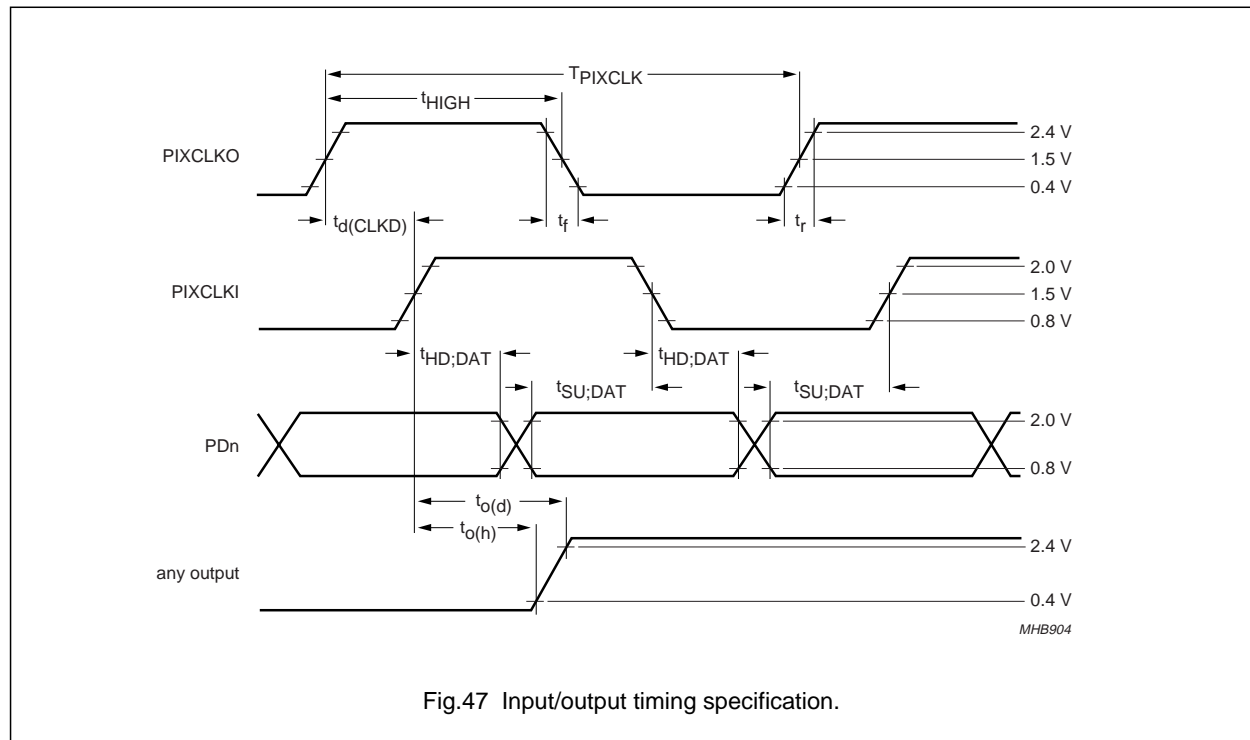 TPIXCLK
tHIGH
2.4 V
PIXCLKO
1.5 V
0.4 V
td(CLKD)
tf
tr
2.0 V
PIXCLKI
1.5 V
0.8 V
tHD;DAT
tHD;DAT
tSU;DAT
tSU;DAT
2.0 V
PDn
0.8 V
to(d)
to(h)
2.4 V
any output
0.4 V
MHB904
Fig.47 Input/output timing specification.